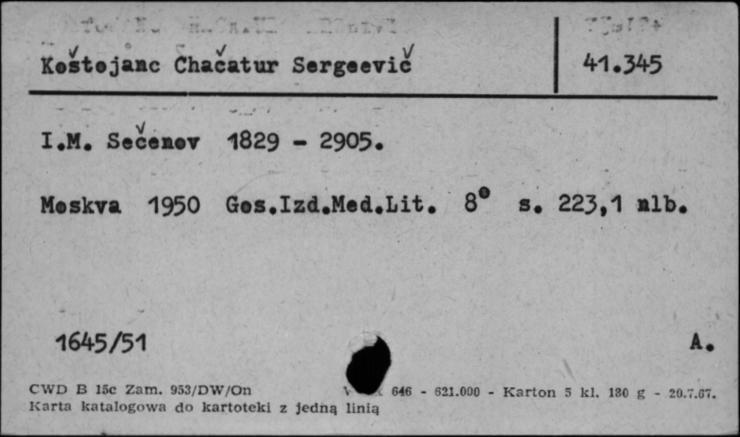 Koštojanc Chačatur Sergeevič 41.345
I.M. Sečenov 1829 - 2905.
Moskva 1950 Gos.Izd.Med.Lit. 8° s. 223,1 nlb.
1645/51 A.
CWD B 15c Zam. 953/DW/On 646 - 621.000 - Karton 5 kl. 180 g - 20.7.67.
Karta katalogowa do kartoteki z jedną linią